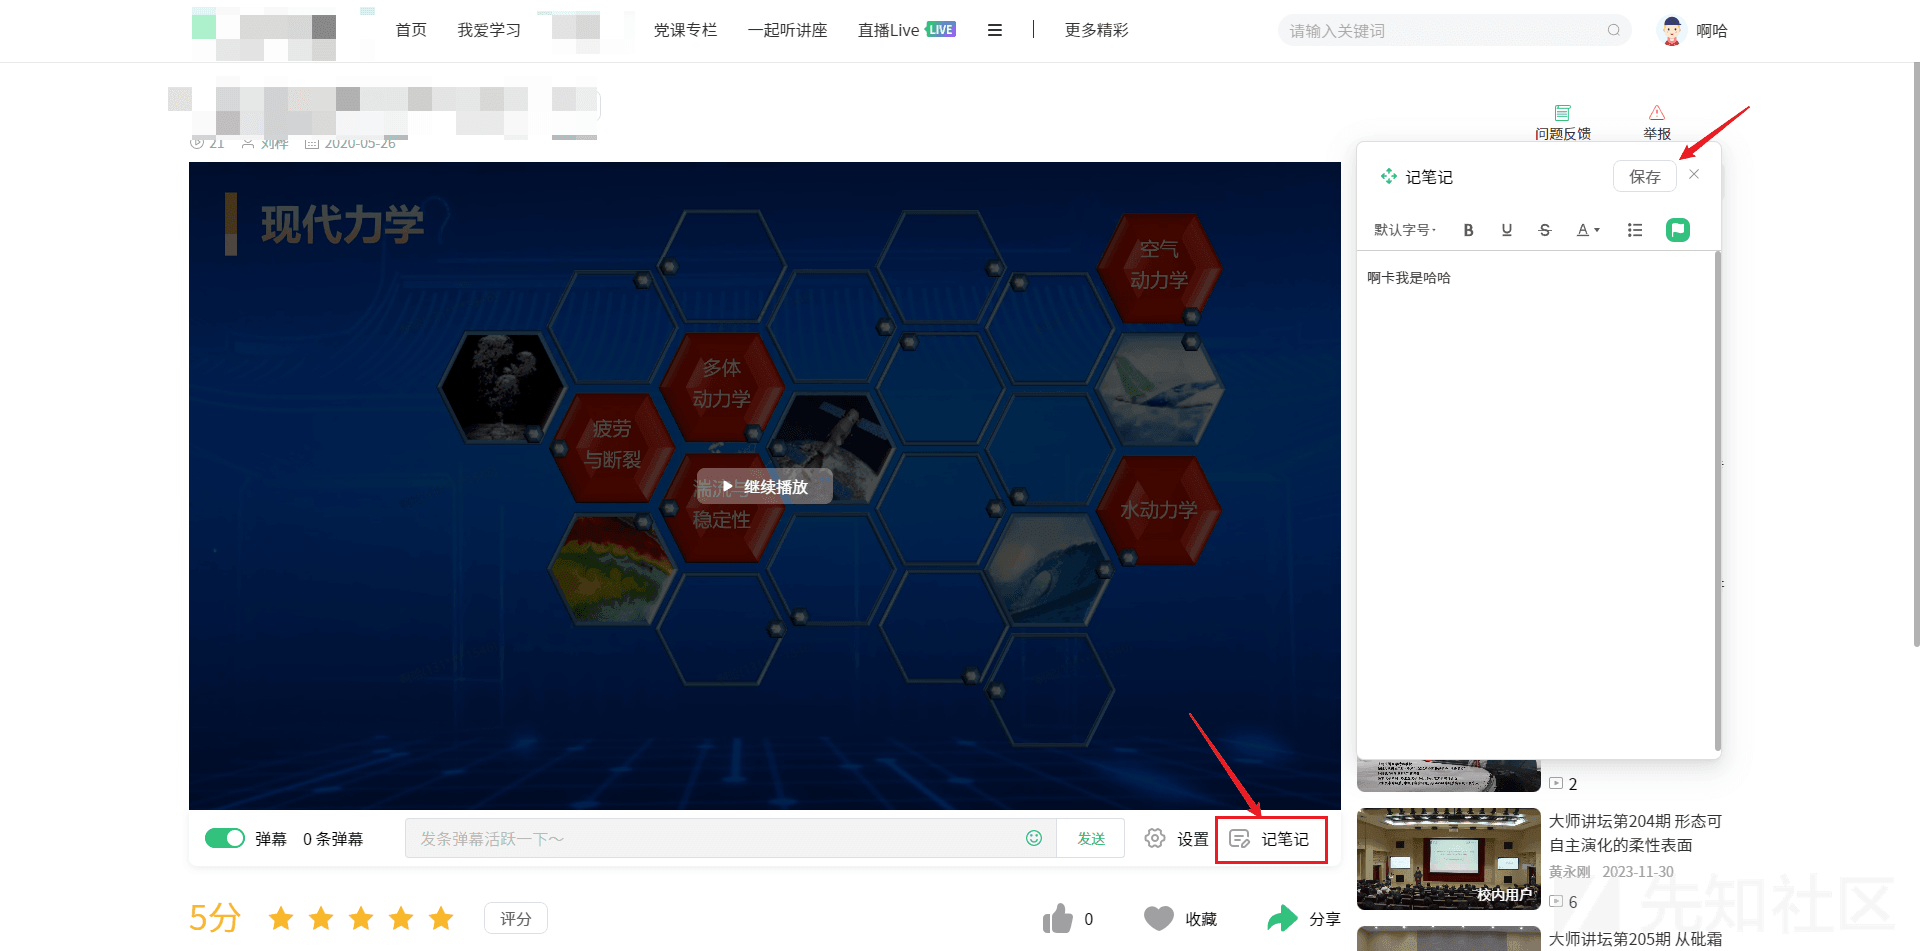 首页 我爱学习 党课专栏 一起听讲座 直播Live LIVE 更多精彩 请输入关键词 啊哈
问题反馈 举报
21 刘桦 2020-05-26
现代力学
空气
动力学
多体
动力学
疲劳
与断裂
湍流与
稳定性
水动力学
继续播放
记笔记 保存
默认字号 B U S A
啊卡我是哈哈
弹幕 0 条弹幕 发条弹幕活跃一下～ 发送 设置 记笔记
5分 评分 0 收藏 分享
2
大师讲坛第204期 形态可
自主演化的柔性表面
黄永刚 2023-11-30
校内用户
6
大师讲坛第205期 从砒霜
先知社区